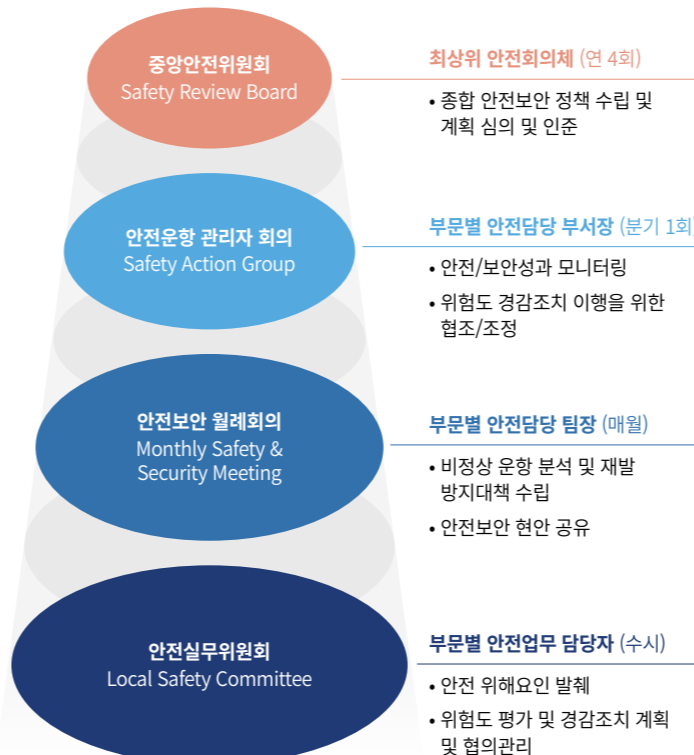 중앙안전위원회
Safety Review Board
최상위 안전회의체 (연 4회)
• 종합 안전보안 정책 수립 및
계획 심의 및 인준
안전운항 관리자 회의
Safety Action Group
부문별 안전담당 부서장 (분기 1회)
• 안전/보안성과 모니터링
• 위험도 경감조치 이행을 위한
협조/조정
안전보안 월례회의
Monthly Safety &
Security Meeting
부문별 안전담당 팀장 (매월)
• 비정상 운항 분석 및 재발
방지대책 수립
• 안전보안 현안 공유
안전실무위원회
Local Safety Committee
부문별 안전업무 담당자 (수시)
• 안전 위해요인 발췌
• 위험도 평가 및 경감조치 계획
및 협의관리